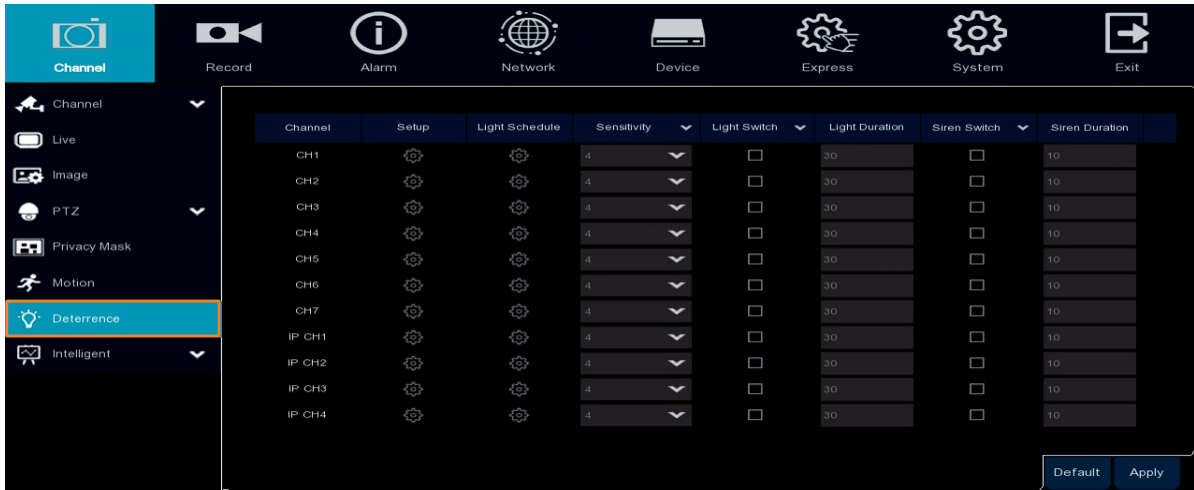 Channel Record Alarm Network Device Express System Exit
Channel
Live
Image
PTZ
Privacy Mask
Motion
Deterrence
Intelligent
Channel Setup Light Schedule Sensitivity Light Switch Light Duration Siren Switch Siren Duration
CH1 4 30 10
CH2 4 30 10
CH3 4 30 10
CH4 4 30 10
CH5 4 30 10
CH6 4 30 10
CH7 4 30 10
IP CH1 4 30 10
IP CH2 4 30 10
IP CH3 4 30 10
IP CH4 4 30 10
Default Apply